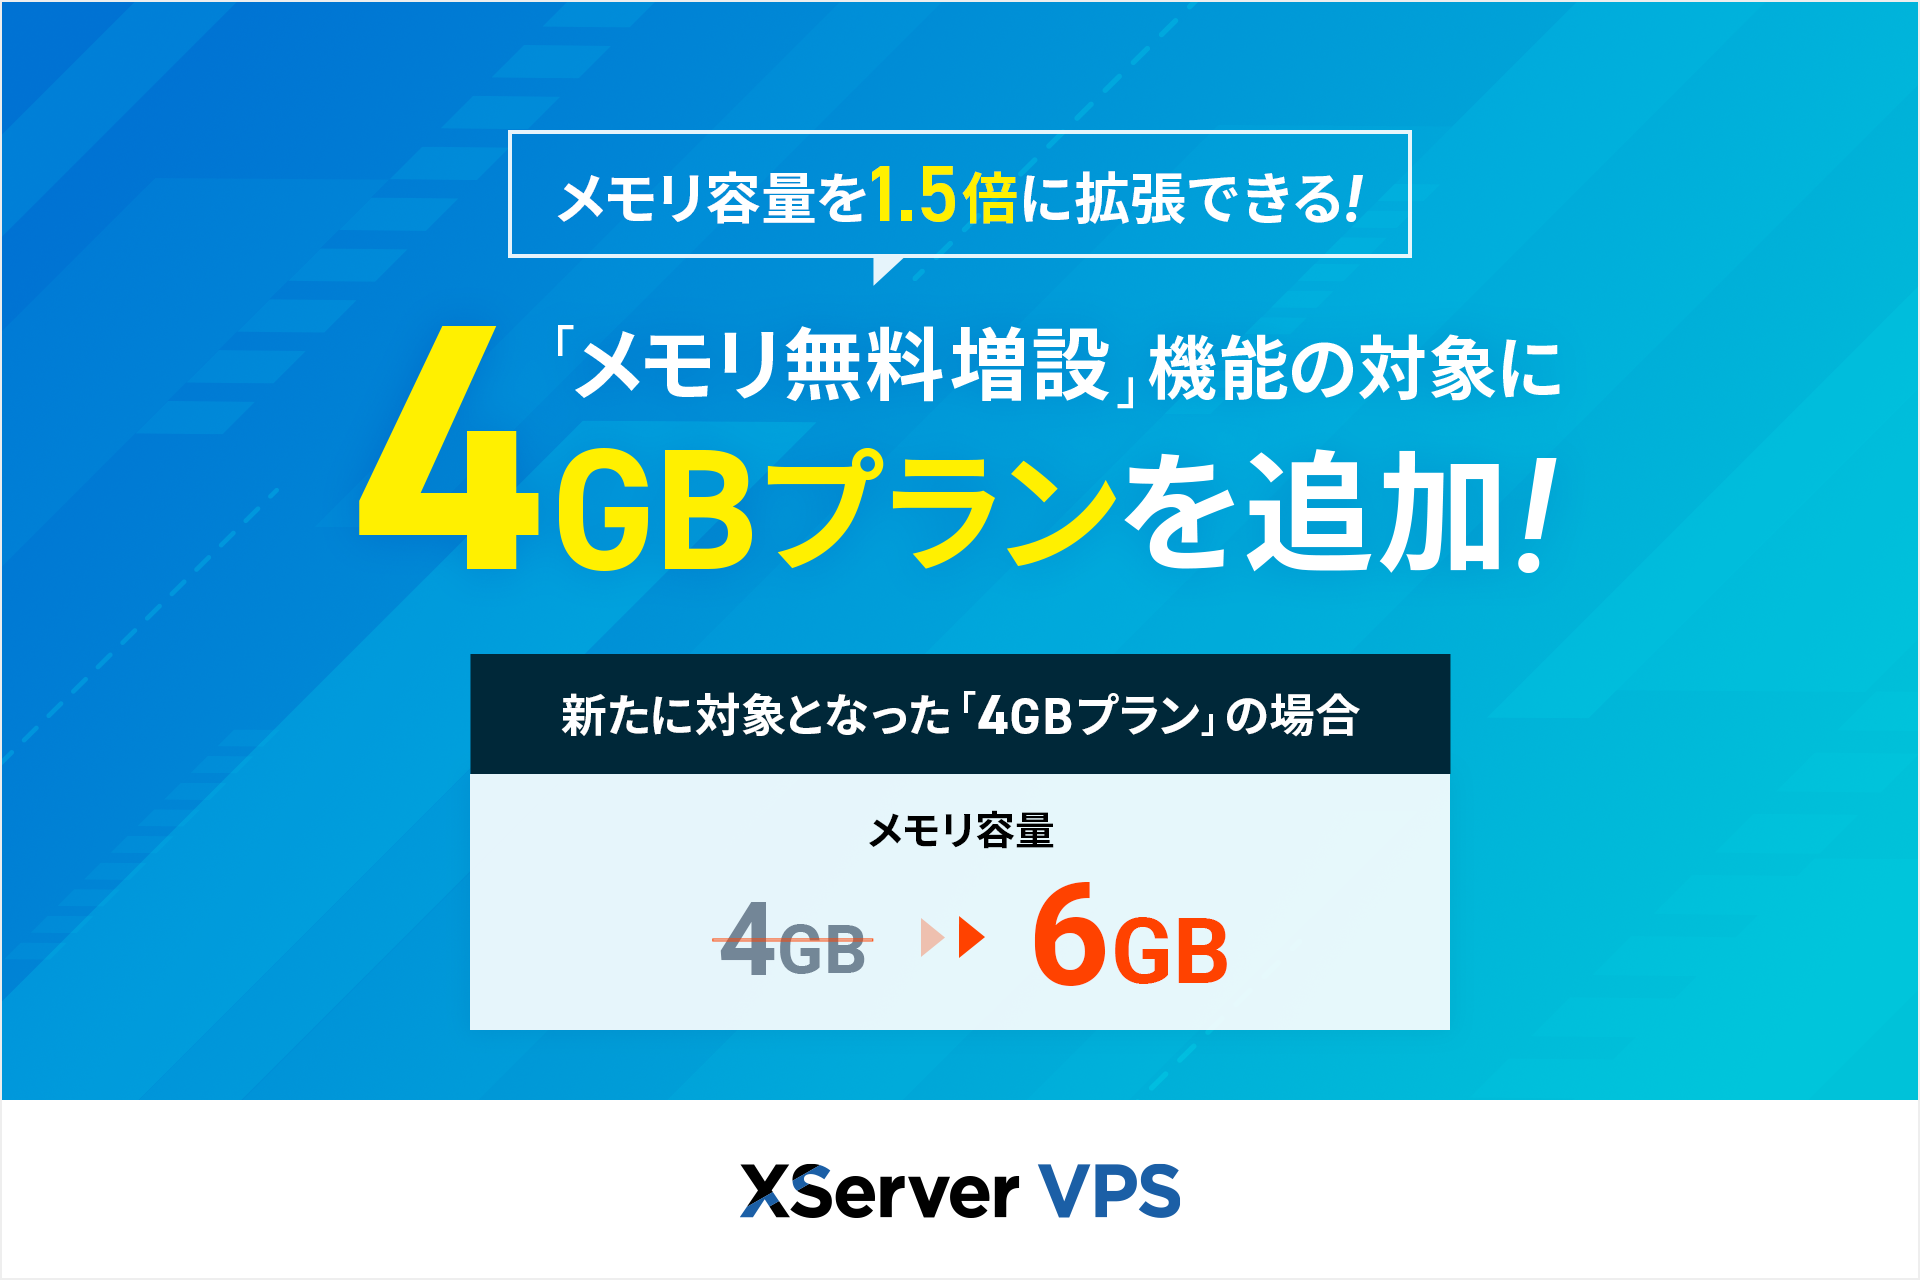 メモリ容量を1.5倍に拡張できる!
「メモリ無料増設」機能の対象に
4GBプランを追加!
新たに対象となった「4GBプラン」の場合
メモリ容量
4GB 6GB
XServer VPS